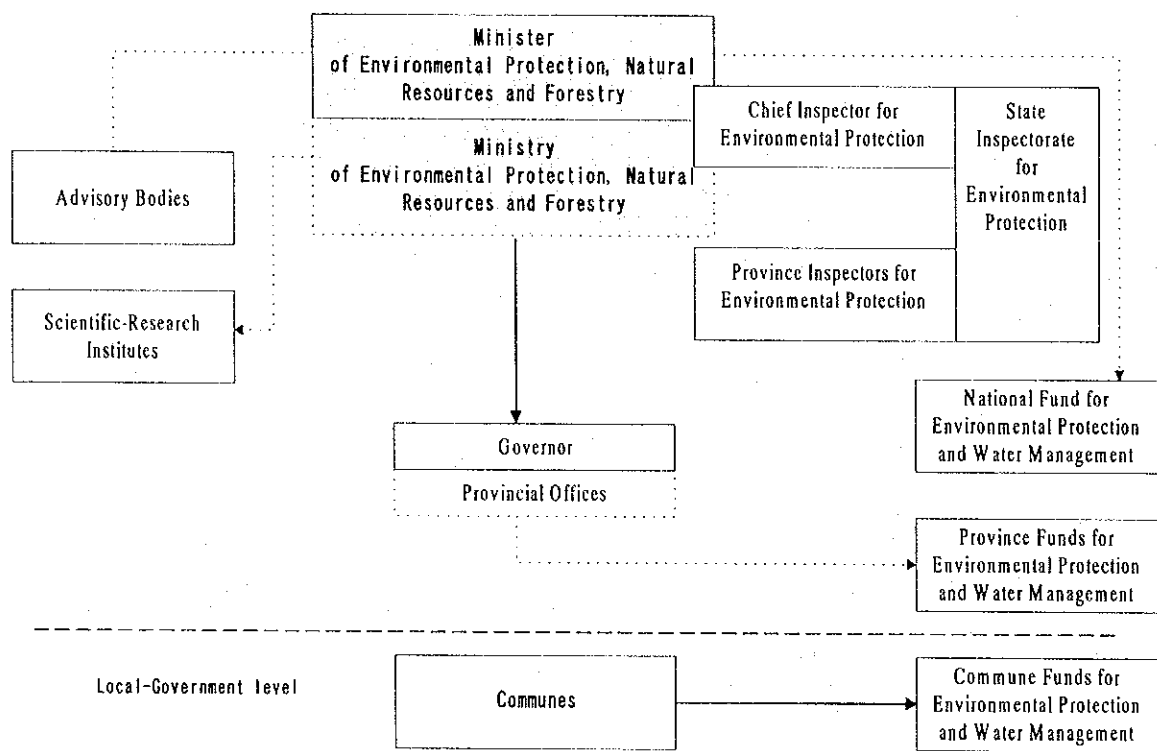 Minister
of Environmental Protection, Natural
Resources and Forestry
Ministry
of Environmental Protection, Natural
Resources and Forestry
Chief Inspector for
Environmental Protection
State
Inspectorate
for
Environmental
Protection
Advisory Bodies
Province Inspectors for
Environmental Protection
Scientific-Research
Institutes
National Fund for
Environmental Protection
and Water Management
Governor
Provincial Offices
Province Funds for
Environmental Protection
and Water Management
Local-Government level
Communes
Commune Funds for
Environmental Protection
and Water Management